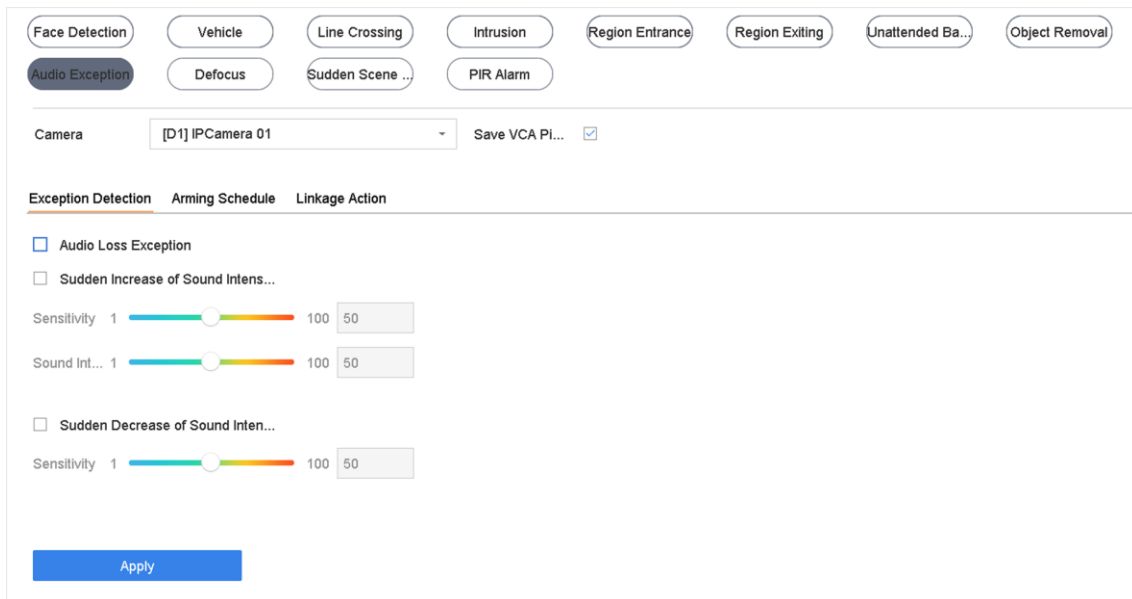 Face Detection Vehicle Line Crossing Intrusion Region Entrance Region Exiting Unattended Ba... Object Removal
Audio Exception Defocus Sudden Scene ... PIR Alarm
Camera [D1] IPCamera 01 Save VCA Pi...
Exception Detection Arming Schedule Linkage Action
Audio Loss Exception
Sudden Increase of Sound Intens...
Sensitivity 1 100 50
Sound Int... 1 100 50
Sudden Decrease of Sound Inten...
Sensitivity 1 100 50
Apply